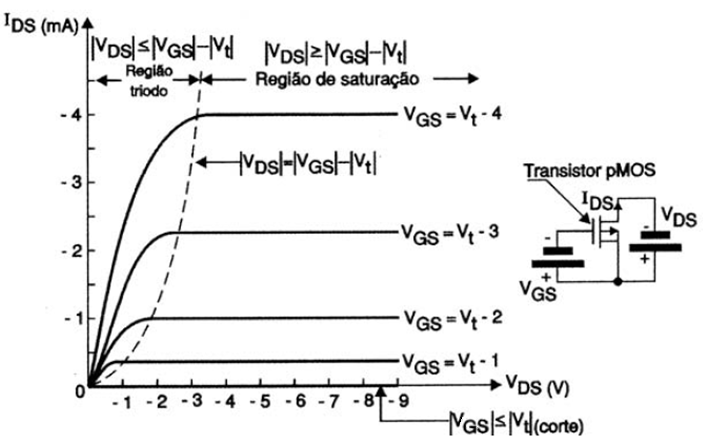 I DS (mA)
|VDS|≤|VGS|−|Vt|
|VDS|≥|VGS|−|Vt|
Região
triodo
Região de saturação
- 4
VGS = Vt - 4
|VDS|=|VGS|−|Vt|
- 3
VGS = Vt - 3
- 2
- 1
VGS = Vt - 2
VGS = Vt - 1
0
- 1 - 2 - 3 - 4 - 5 - 6 - 7 - 8 - 9
VDS (V)
|VGS|≤|Vt| (corte)
Transistor pMOS
IDS
VDS
-
+
-
+
VGS